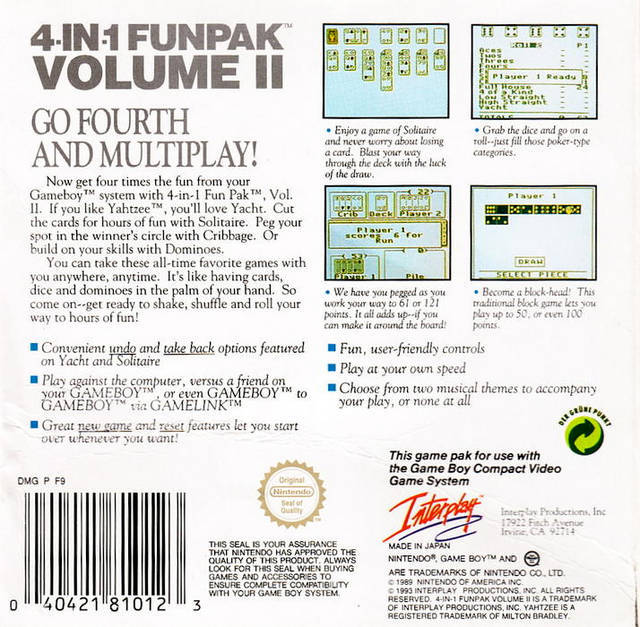 4-IN-1 FUNPAK™
VOLUME II
GO FOURTH
AND MULTIPLAY!
Now get four times the fun from your
Gameboy™ system with 4-in-1 Fun Pak™, Vol.
II. If you like Yahtzee™, you'll love Yacht. Cut
the cards for hours of fun with Solitaire. Peg your
spot in the winner's circle with Cribbage. Or
build on your skills with Dominoes.
You can take these all-time favorite games with
you anywhere, anytime. It's like having cards,
dice and dominoes in the palm of your hand. So
come on--get ready to shake, shuffle and roll your
way to hours of fun!
■ Convenient undo and take back options featured
on Yacht and Solitaire
■ Play against the computer, versus a friend on
your GAMEBOY™, or even GAMEBOY™ to
GAMEBOY™ via GAMELINK™
■ Great new game and reset features let you start
over whenever you want!
• Enjoy a game of Solitaire
and never worry about losing
a card. Blast your way
through the deck with the luck
of the draw.
P1
Aces
Twos
Threes
Fours
Player 1 Ready
Full House
4 of a Kind
Low Straight
High Straight
Yacht
TOTALS
• Grab the dice and go on a
roll--just fill those poker-type
categories.
(22)
Crib Deck Player 2
Player 1
scores 6 for
Run
(53)
Player 1 Pile
• We have you pegged as you
work your way to 61 or 121
points. It all adds up--if you
can make it around the board!
Player 1
DRAW
SELECT PIECE
• Become a block-head! This
traditional block game lets you
play up to 50, or even 100
points.
■ Fun, user-friendly controls
■ Play at your own speed
■ Choose from two musical themes to accompany
your play, or none at all
DER GRÜNE PUNKT
This game pak for use with
the Game Boy Compact Video
Game System
Interplay™
Interplay Productions, Inc
17922 Fitch Avenue
Irvine, CA 92714
DMG P F9
0 40421 81012 3
Original
Nintendo
Seal of
Quality
THIS SEAL IS YOUR ASSURANCE
THAT NINTENDO HAS APPROVED THE
QUALITY OF THIS PRODUCT. ALWAYS
LOOK FOR THIS SEAL WHEN BUYING
GAMES AND ACCESSORIES TO
ENSURE COMPLETE COMPATIBILITY
WITH YOUR GAME BOY SYSTEM.
MADE IN JAPAN
NINTENDO®, GAME BOY™ AND
ARE TRADEMARKS OF NINTENDO CO., LTD.
© 1989 NINTENDO OF AMERICA INC.
© 1993 INTERPLAY PRODUCTIONS, INC. ALL RIGHTS
RESERVED. 4-IN-1 FUNPAK VOLUME II IS A TRADEMARK
OF INTERPLAY PRODUCTIONS, INC. YAHTZEE IS A
REGISTERED TRADEMARK OF MILTON BRADLEY.